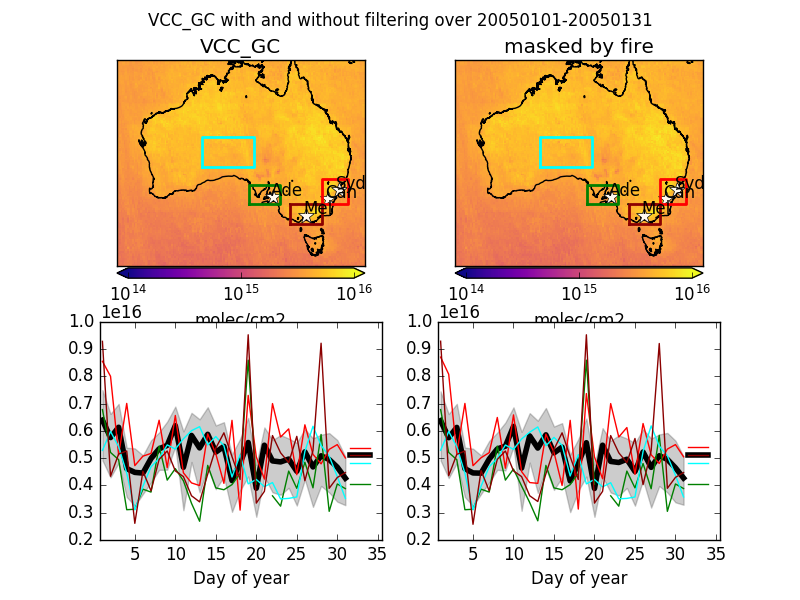 VCC_GC with and without filtering over 20050101-20050131
VCC_GC
masked by fire
Ade
Syd
Can
Mel
Ade
Syd
Can
Mel
10^14 10^15 10^16
10^14 10^15 10^16
molec/cm2
molec/cm2
1e16
1.0
0.9
0.8
0.7
0.6
0.5
0.4
0.3
0.2
5 10 15 20 25 30 35
Day of year
1e16
1.0
0.9
0.8
0.7
0.6
0.5
0.4
0.3
0.2
5 10 15 20 25 30 35
Day of year